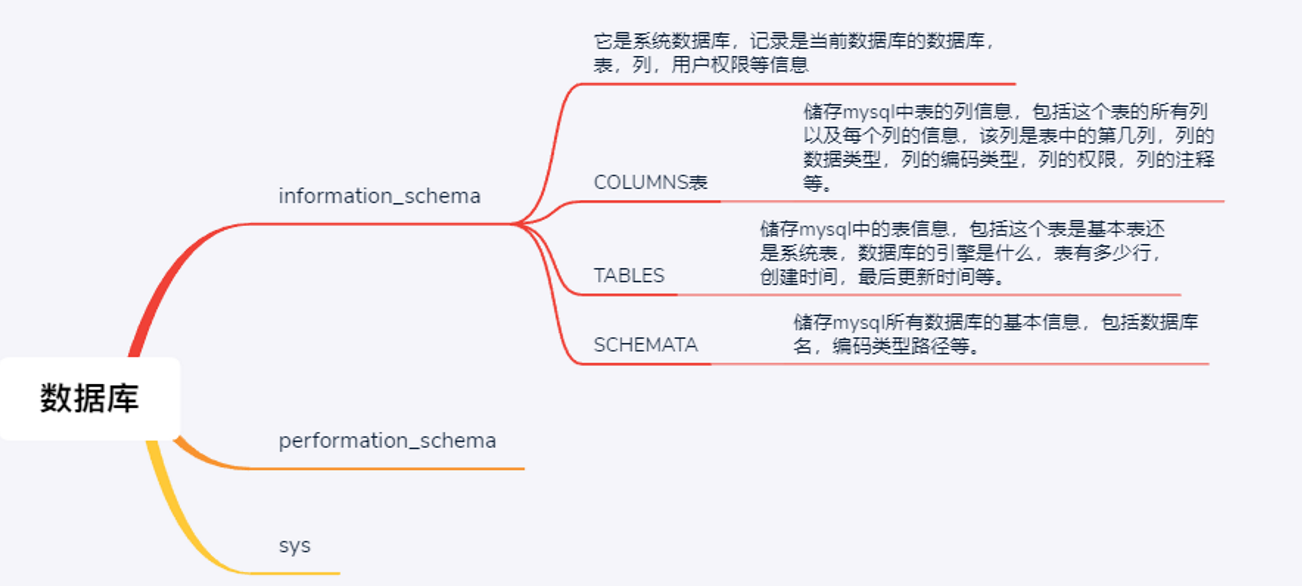 它是系统数据库，记录是当前数据库的数据库，
表，列，用户权限等信息
储存mysql中表的列信息，包括这个表的所有列
以及每个列的信息，该列是表中的第几列，列的
数据类型，列的编码类型，列的权限，列的注释
等。
COLUMNS表
information_schema
储存mysql中的表信息，包括这个表是基本表还
是系统表，数据库的引擎是什么，表有多少行，
创建时间，最后更新时间等。
TABLES
储存mysql所有数据库的基本信息，包括数据库
名，编码类型路径等。
SCHEMATA
数据库
performation_schema
sys